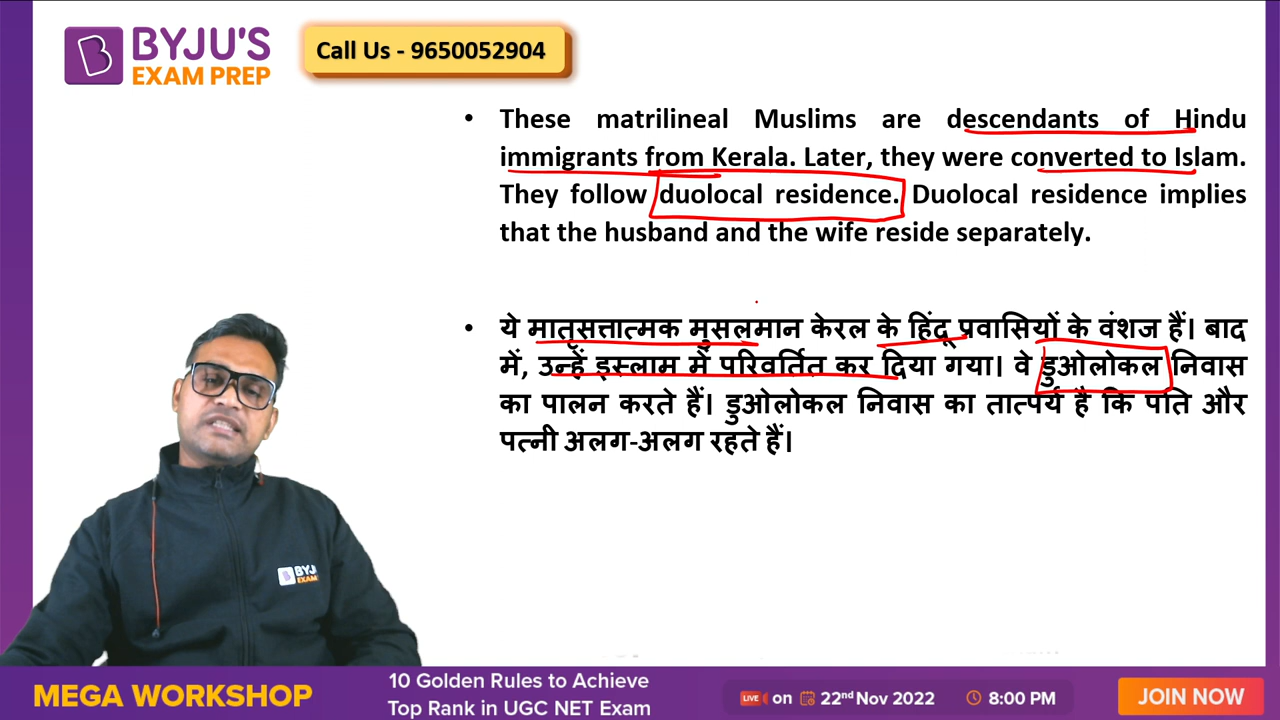 BYJU'S
EXAM PREP
Call Us - 9650052904
• These matrilineal Muslims are descendants of Hindu
immigrants from Kerala. Later, they were converted to Islam.
They follow duolocal residence. Duolocal residence implies
that the husband and the wife reside separately.
• ये मातृसत्तात्मक मुसलमान केरल के हिंदू प्रवासियों के वंशज हैं। बाद
में, उन्हें इस्लाम में परिवर्तित कर दिया गया। वे डुओलोकल निवास
का पालन करते हैं। डुओलोकल निवास का तात्पर्य है कि पति और
पत्नी अलग-अलग रहते हैं।
BYJU
EXAM
MEGA WORKSHOP
10 Golden Rules to Achieve
Top Rank in UGC NET Exam
LIVE on 22nd Nov 2022 8:00 PM
JOIN NOW